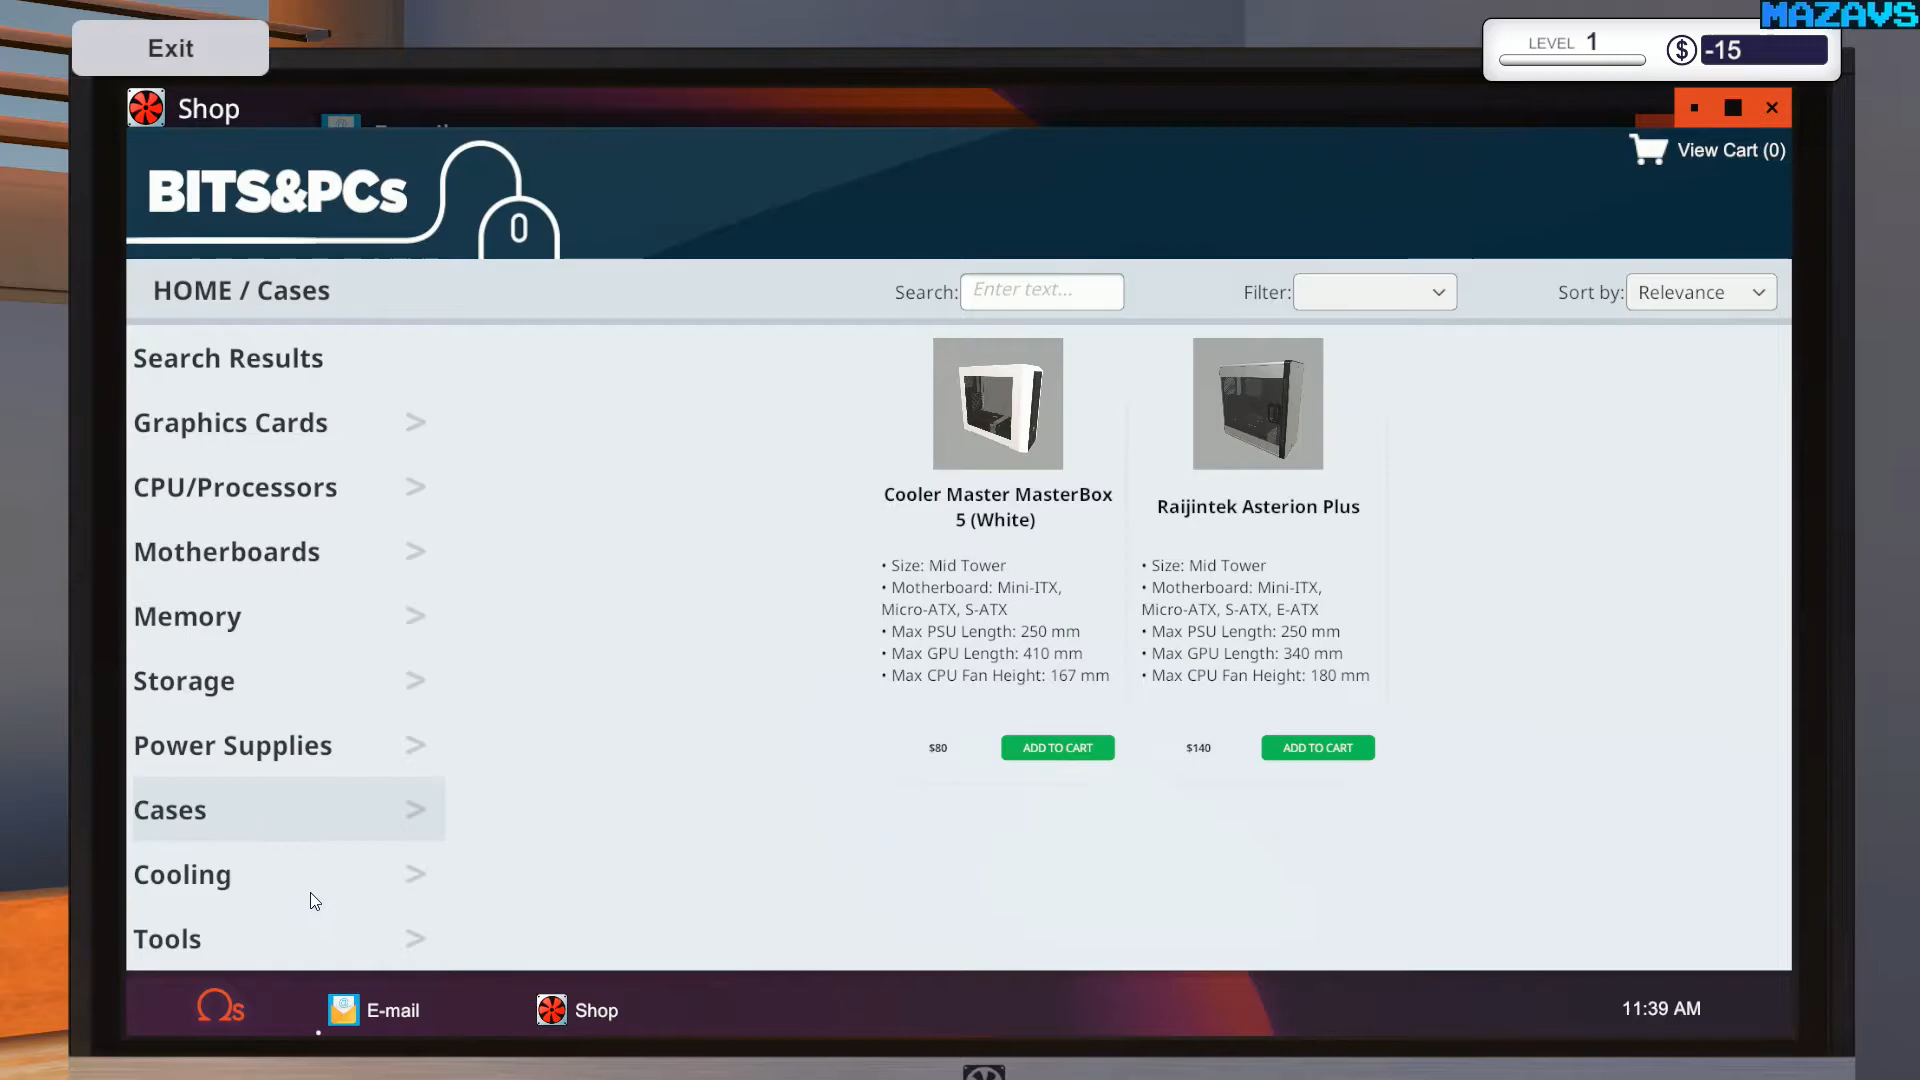 MAZAVS
Exit
LEVEL 1
$ -15
Shop
View Cart (0)
BITS&PCs
HOME / Cases
Search:
Enter text...
Filter:
Sort by:
Relevance
Search Results
Graphics Cards >
CPU/Processors >
Motherboards >
Memory >
Storage >
Power Supplies >
Cases >
Cooling >
Tools >
Cooler Master MasterBox
5 (White)
• Size: Mid Tower
• Motherboard: Mini-ITX,
Micro-ATX, S-ATX
• Max PSU Length: 250 mm
• Max GPU Length: 410 mm
• Max CPU Fan Height: 167 mm
$80
ADD TO CART
Raijintek Asterion Plus
• Size: Mid Tower
• Motherboard: Mini-ITX,
Micro-ATX, S-ATX, E-ATX
• Max PSU Length: 250 mm
• Max GPU Length: 340 mm
• Max CPU Fan Height: 180 mm
$140
ADD TO CART
Ωs
E-mail
Shop
11:39 AM